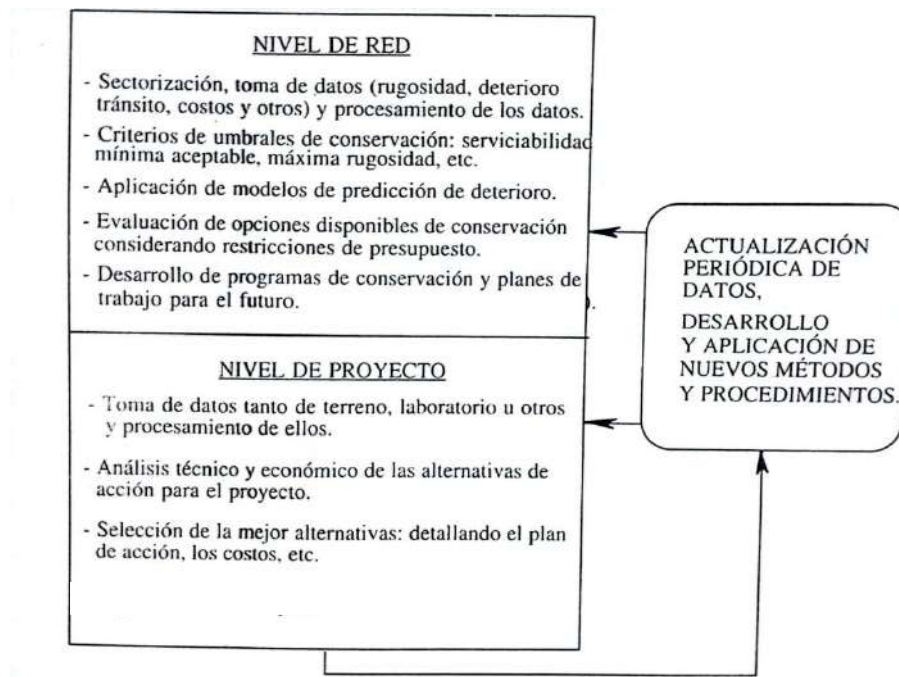 NIVEL DE RED
- Sectorización, toma de datos (rugosidad, deterioro
tránsito, costos y otros) y procesamiento de los datos.
- Criterios de umbrales de conservación: serviciabilidad
mínima aceptable, máxima rugosidad, etc.
- Aplicación de modelos de predicción de deterioro.
- Evaluación de opciones disponibles de conservación
considerando restricciones de presupuesto.
- Desarrollo de programas de conservación y planes de
trabajo para el futuro.
NIVEL DE PROYECTO
- Toma de datos tanto de terreno, laboratorio u otros
y procesamiento de ellos.
- Análisis técnico y económico de las alternativas de
acción para el proyecto.
- Selección de la mejor alternativas: detallando el plan
de acción, los costos, etc.
ACTUALIZACIÓN
PERIÓDICA DE
DATOS,
DESARROLLO
Y APLICACIÓN DE
NUEVOS MÉTODOS
Y PROCEDIMIENTOS.